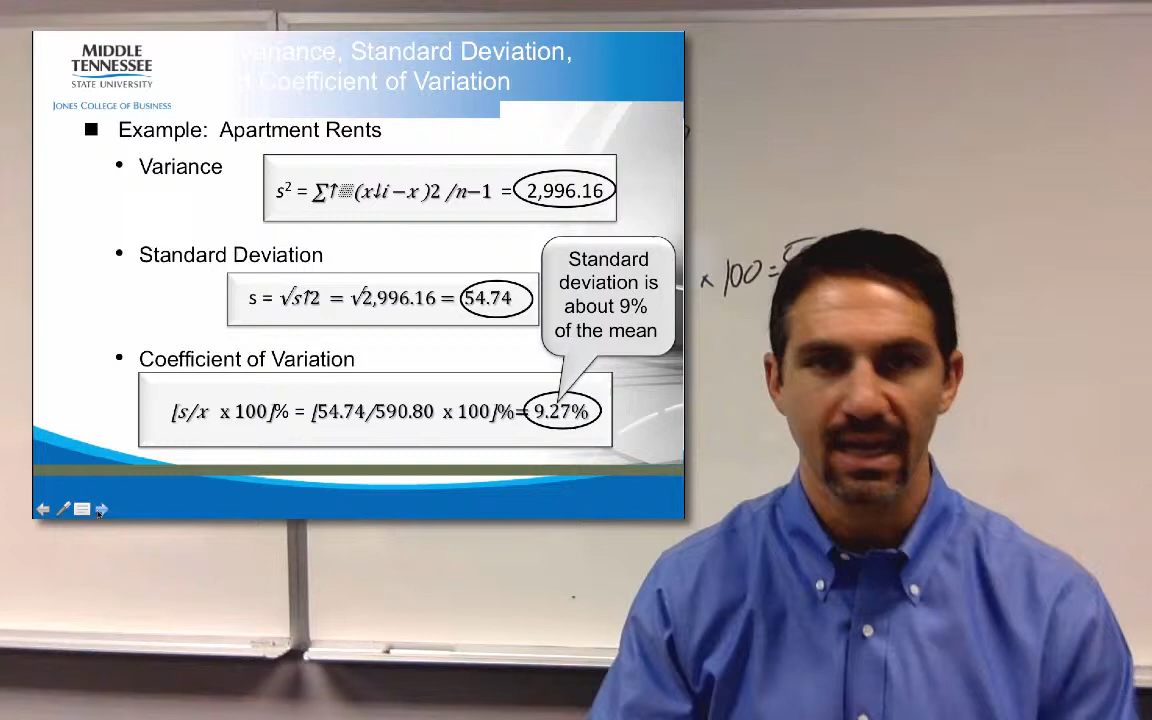 MIDDLE
TENNESSEE
STATE UNIVERSITY
JONES COLLEGE OF BUSINESS
Variance, Standard Deviation,
Coefficient of Variation
Example: Apartment Rents
Variance
s² = ∑↑▒(x↓i −x )2 /n−1 = 2,996.16
Standard Deviation
s = √s↑2 = √2,996.16 = 54.74
Standard
deviation is
about 9%
of the mean
Coefficient of Variation
[s/x x 100]% = [54.74/590.80 x 100]%= 9.27%
x 100 =